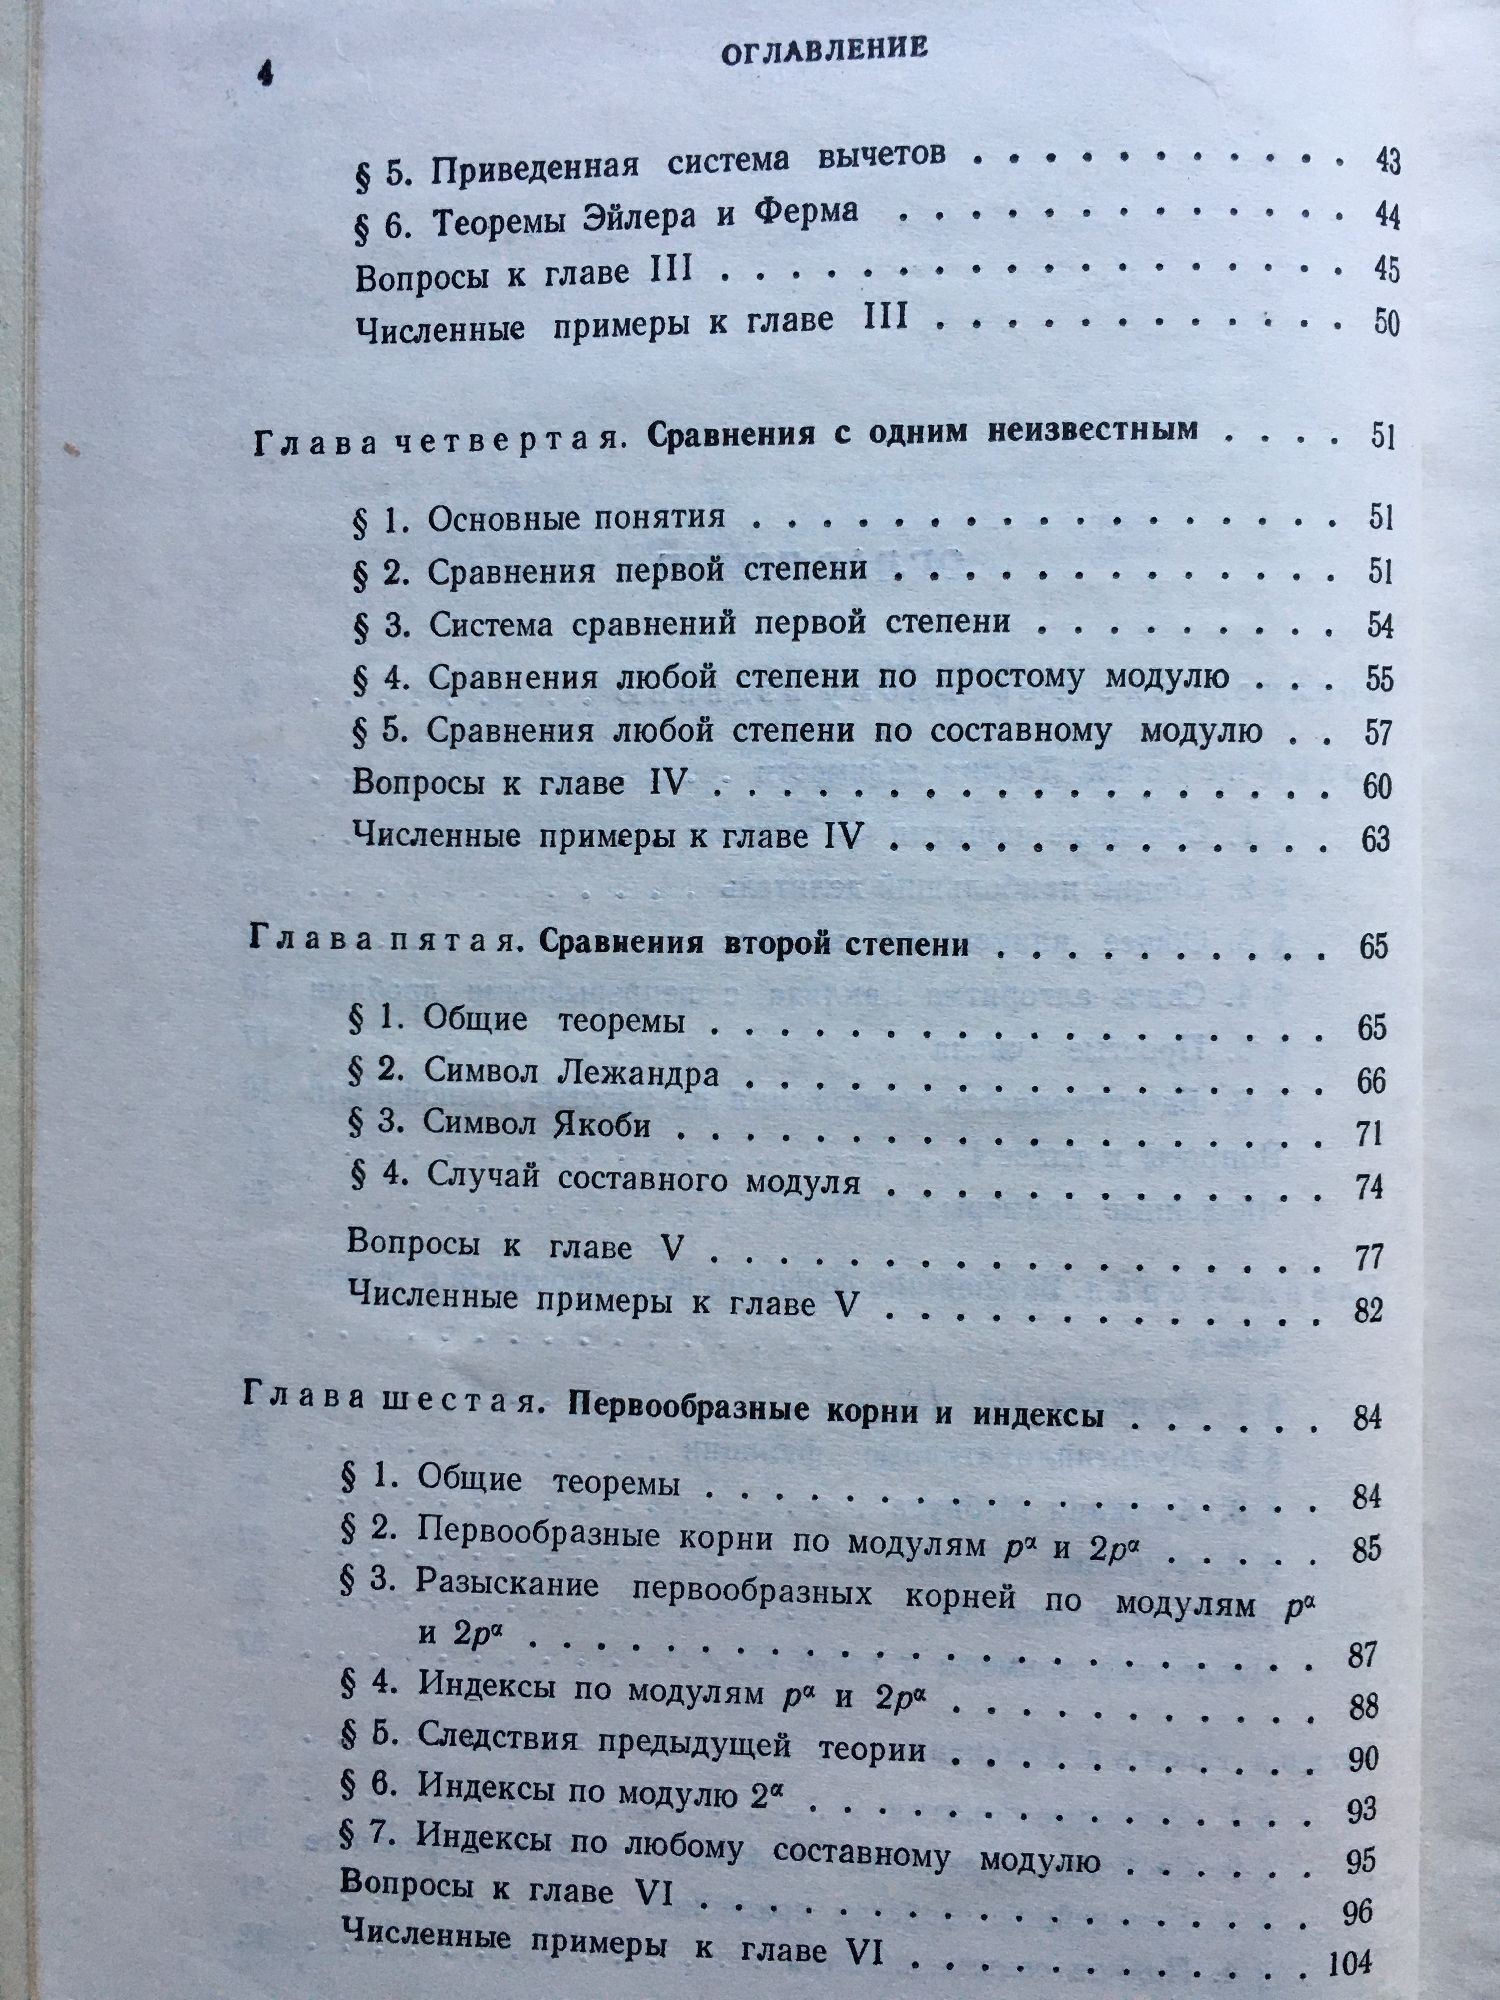 4
ОГЛАВЛЕНИЕ
§ 5. Приведенная система вычетов . . . . . . . . . . . 43
§ 6. Теоремы Эйлера и Ферма . . . . . . . . . . . . . 44
Вопросы к главе III . . . . . . . . . . . . . . . . . . 45
Численные примеры к главе III . . . . . . . . . . . . 50
Глава четвертая. Сравнения с одним неизвестным . . . . 51
§ 1. Основные понятия . . . . . . . . . . . . . . . . . 51
§ 2. Сравнения первой степени . . . . . . . . . . . . . 51
§ 3. Система сравнений первой степени . . . . . . . . . 54
§ 4. Сравнения любой степени по простому модулю . . . 55
§ 5. Сравнения любой степени по составному модулю . . 57
Вопросы к главе IV . . . . . . . . . . . . . . . . . . 60
Численные примеры к главе IV . . . . . . . . . . . . . 63
Глава пятая. Сравнения второй степени . . . . . . . . . . 65
§ 1. Общие теоремы . . . . . . . . . . . . . . . . . . 65
§ 2. Символ Лежандра . . . . . . . . . . . . . . . . . 66
§ 3. Символ Якоби . . . . . . . . . . . . . . . . . . . 71
§ 4. Случай составного модуля . . . . . . . . . . . . . 74
Вопросы к главе V . . . . . . . . . . . . . . . . . . 77
Численные примеры к главе V . . . . . . . . . . . . . 82
Глава шестая. Первообразные корни и индексы . . . . . . 84
§ 1. Общие теоремы . . . . . . . . . . . . . . . . . . 84
§ 2. Первообразные корни по модулям pᵅ и 2pᵅ . . . . . 85
§ 3. Разыскание первообразных корней по модулям pᵅ
и 2pᵅ . . . . . . . . . . . . . . . . . . . . . . . 87
§ 4. Индексы по модулям pᵅ и 2pᵅ . . . . . . . . . . . 88
§ 5. Следствия предыдущей теории . . . . . . . . . . . 90
§ 6. Индексы по модулю 2ᵅ . . . . . . . . . . . . . . . 93
§ 7. Индексы по любому составному модулю . . . . . . 95
Вопросы к главе VI . . . . . . . . . . . . . . . . . . 96
Численные примеры к главе VI . . . . . . . . . . . . 104